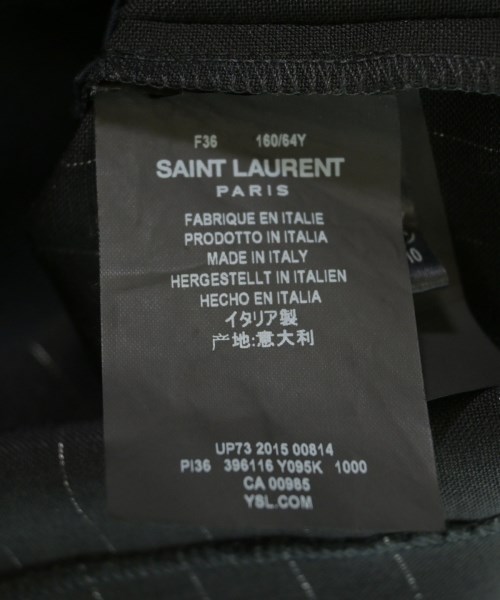 F36 160/64Y
SAINT LAURENT
PARIS
FABRIQUE EN ITALIE
PRODOTTO IN ITALIA
MADE IN ITALY
HERGESTELLT IN ITALIEN
HECHO EN ITALIA
イタリア製
产地:意大利
UP73 2015 00814
PI36 396116 Y095K 1000
CA 00985
YSL.COM